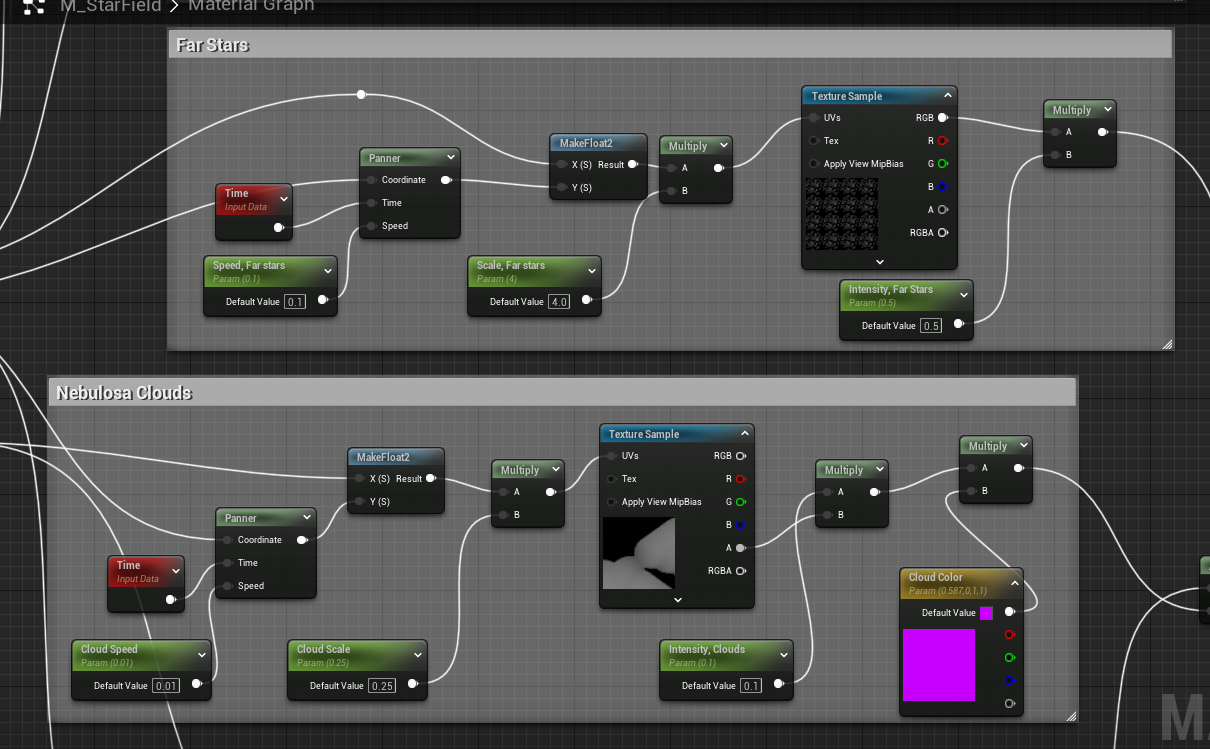 M_StarField > Material Graph
Far Stars
Time
Input Data
Speed, Far stars
Param (0.1)
Default Value 0.1
Panner
Coordinate
Time
Speed
MakeFloat2
X (S) Result
Y (S)
Scale, Far stars
Param (4)
Default Value 4.0
Multiply
A
B
Texture Sample
UVs RGB
Tex R
Apply View MipBias G
B
A
RGBA
Intensity, Far Stars
Param (0.5)
Default Value 0.5
Multiply
A
B
Nebulosa Clouds
Time
Input Data
Cloud Speed
Param (0.01)
Default Value 0.01
Panner
Coordinate
Time
Speed
MakeFloat2
X (S) Result
Y (S)
Cloud Scale
Param (0.25)
Default Value 0.25
Multiply
A
B
Texture Sample
UVs RGB
Tex R
Apply View MipBias G
B
A
RGBA
Intensity, Clouds
Param (0.1)
Default Value 0.1
Multiply
A
B
Multiply
A
B
Cloud Color
Param (0.587,0,1,1)
Default Value